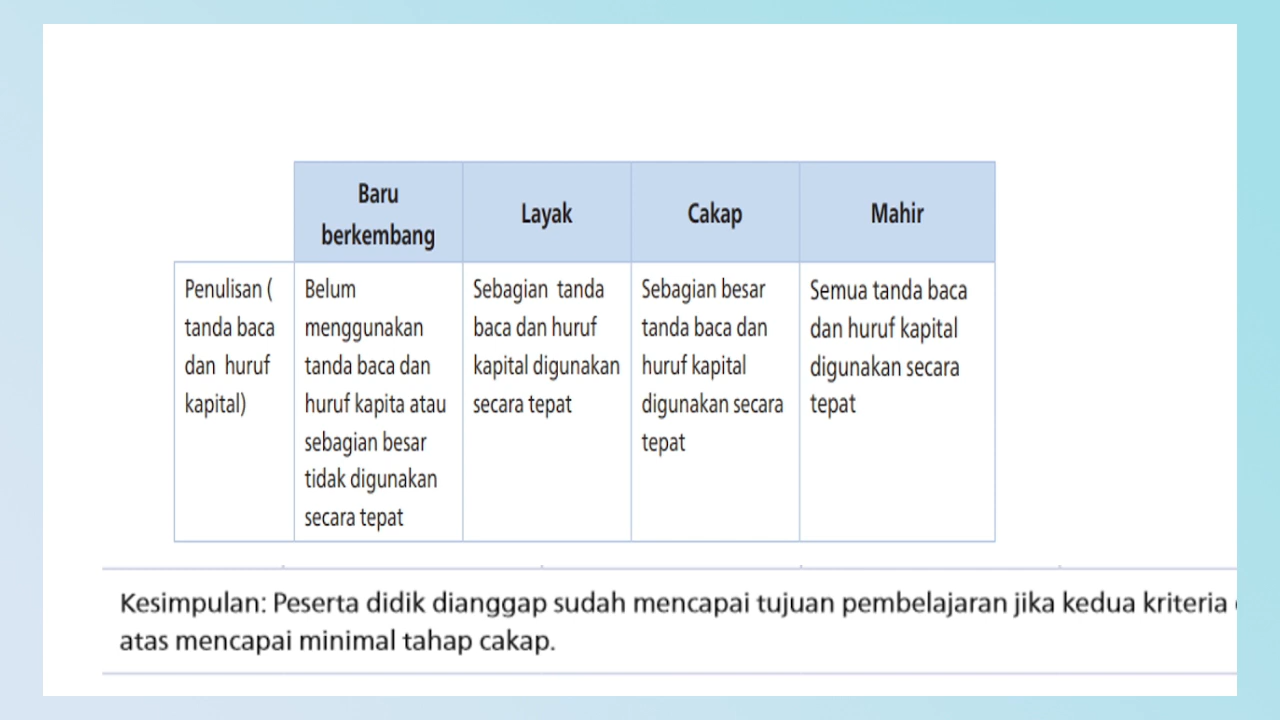 Baru
berkembang
Layak
Cakap
Mahir
Penulisan (
tanda baca
dan huruf
kapital)
Belum
menggunakan
tanda baca dan
huruf kapita atau
sebagian besar
tidak digunakan
secara tepat
Sebagian tanda
baca dan huruf
kapital digunakan
secara tepat
Sebagian besar
tanda baca dan
huruf kapital
digunakan secara
tepat
Semua tanda baca
dan huruf kapital
digunakan secara
tepat
Kesimpulan: Peserta didik dianggap sudah mencapai tujuan pembelajaran jika kedua kriteria
atas mencapai minimal tahap cakap.